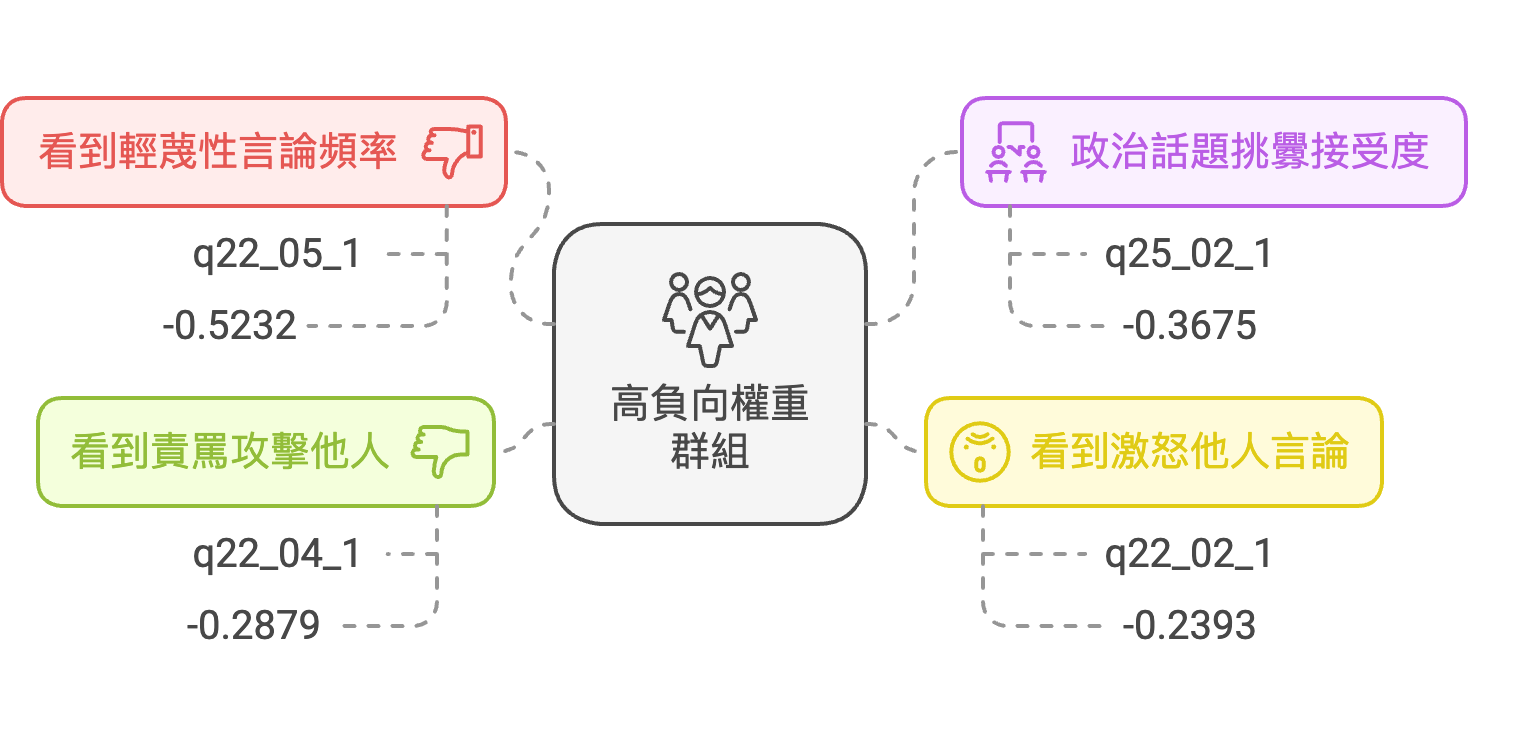 看到輕蔑性言論頻率
q22_05_1
-0.5232
政治話題挑釁接受度
q25_02_1
-0.3675
高負向權重
群組
看到責罵攻擊他人
q22_04_1
-0.2879
看到激怒他人言論
q22_02_1
-0.2393